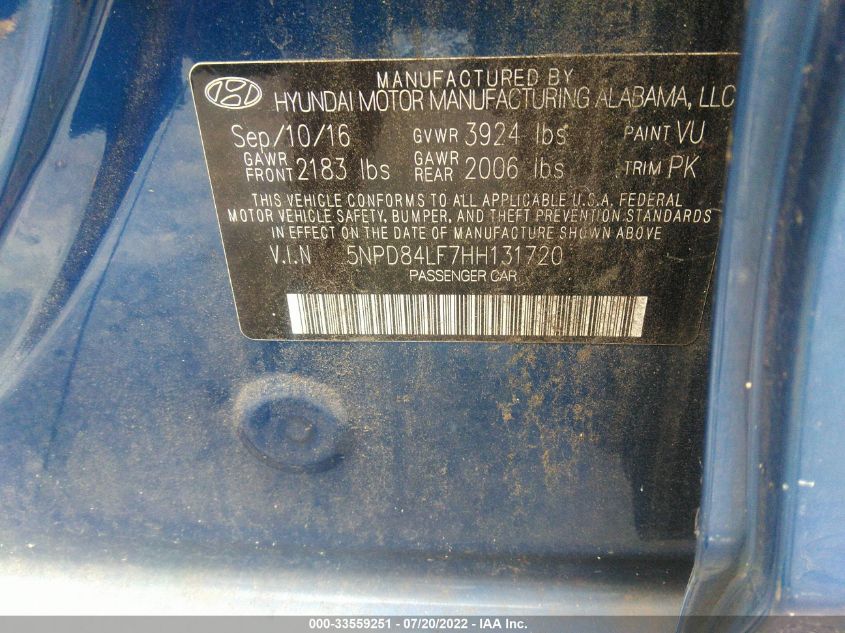 MANUFACTURED BY
HYUNDAI MOTOR MANUFACTURING ALABAMA, LLC
Sep/10/16 GVWR 3924 lbs PAINT VU
GAWR FRONT 2183 lbs GAWR REAR 2006 lbs TRIM PK
THIS VEHICLE CONFORMS TO ALL APPLICABLE U.S.A. FEDERAL
MOTOR VEHICLE SAFETY, BUMPER, AND THEFT PREVENTION STANDARDS
IN EFFECT ON THE DATE OF MANUFACTURE SHOWN ABOVE
V.I.N 5NPD84LF7HH131720
PASSENGER CAR
000-33559251 - 07/20/2022 - IAA Inc.